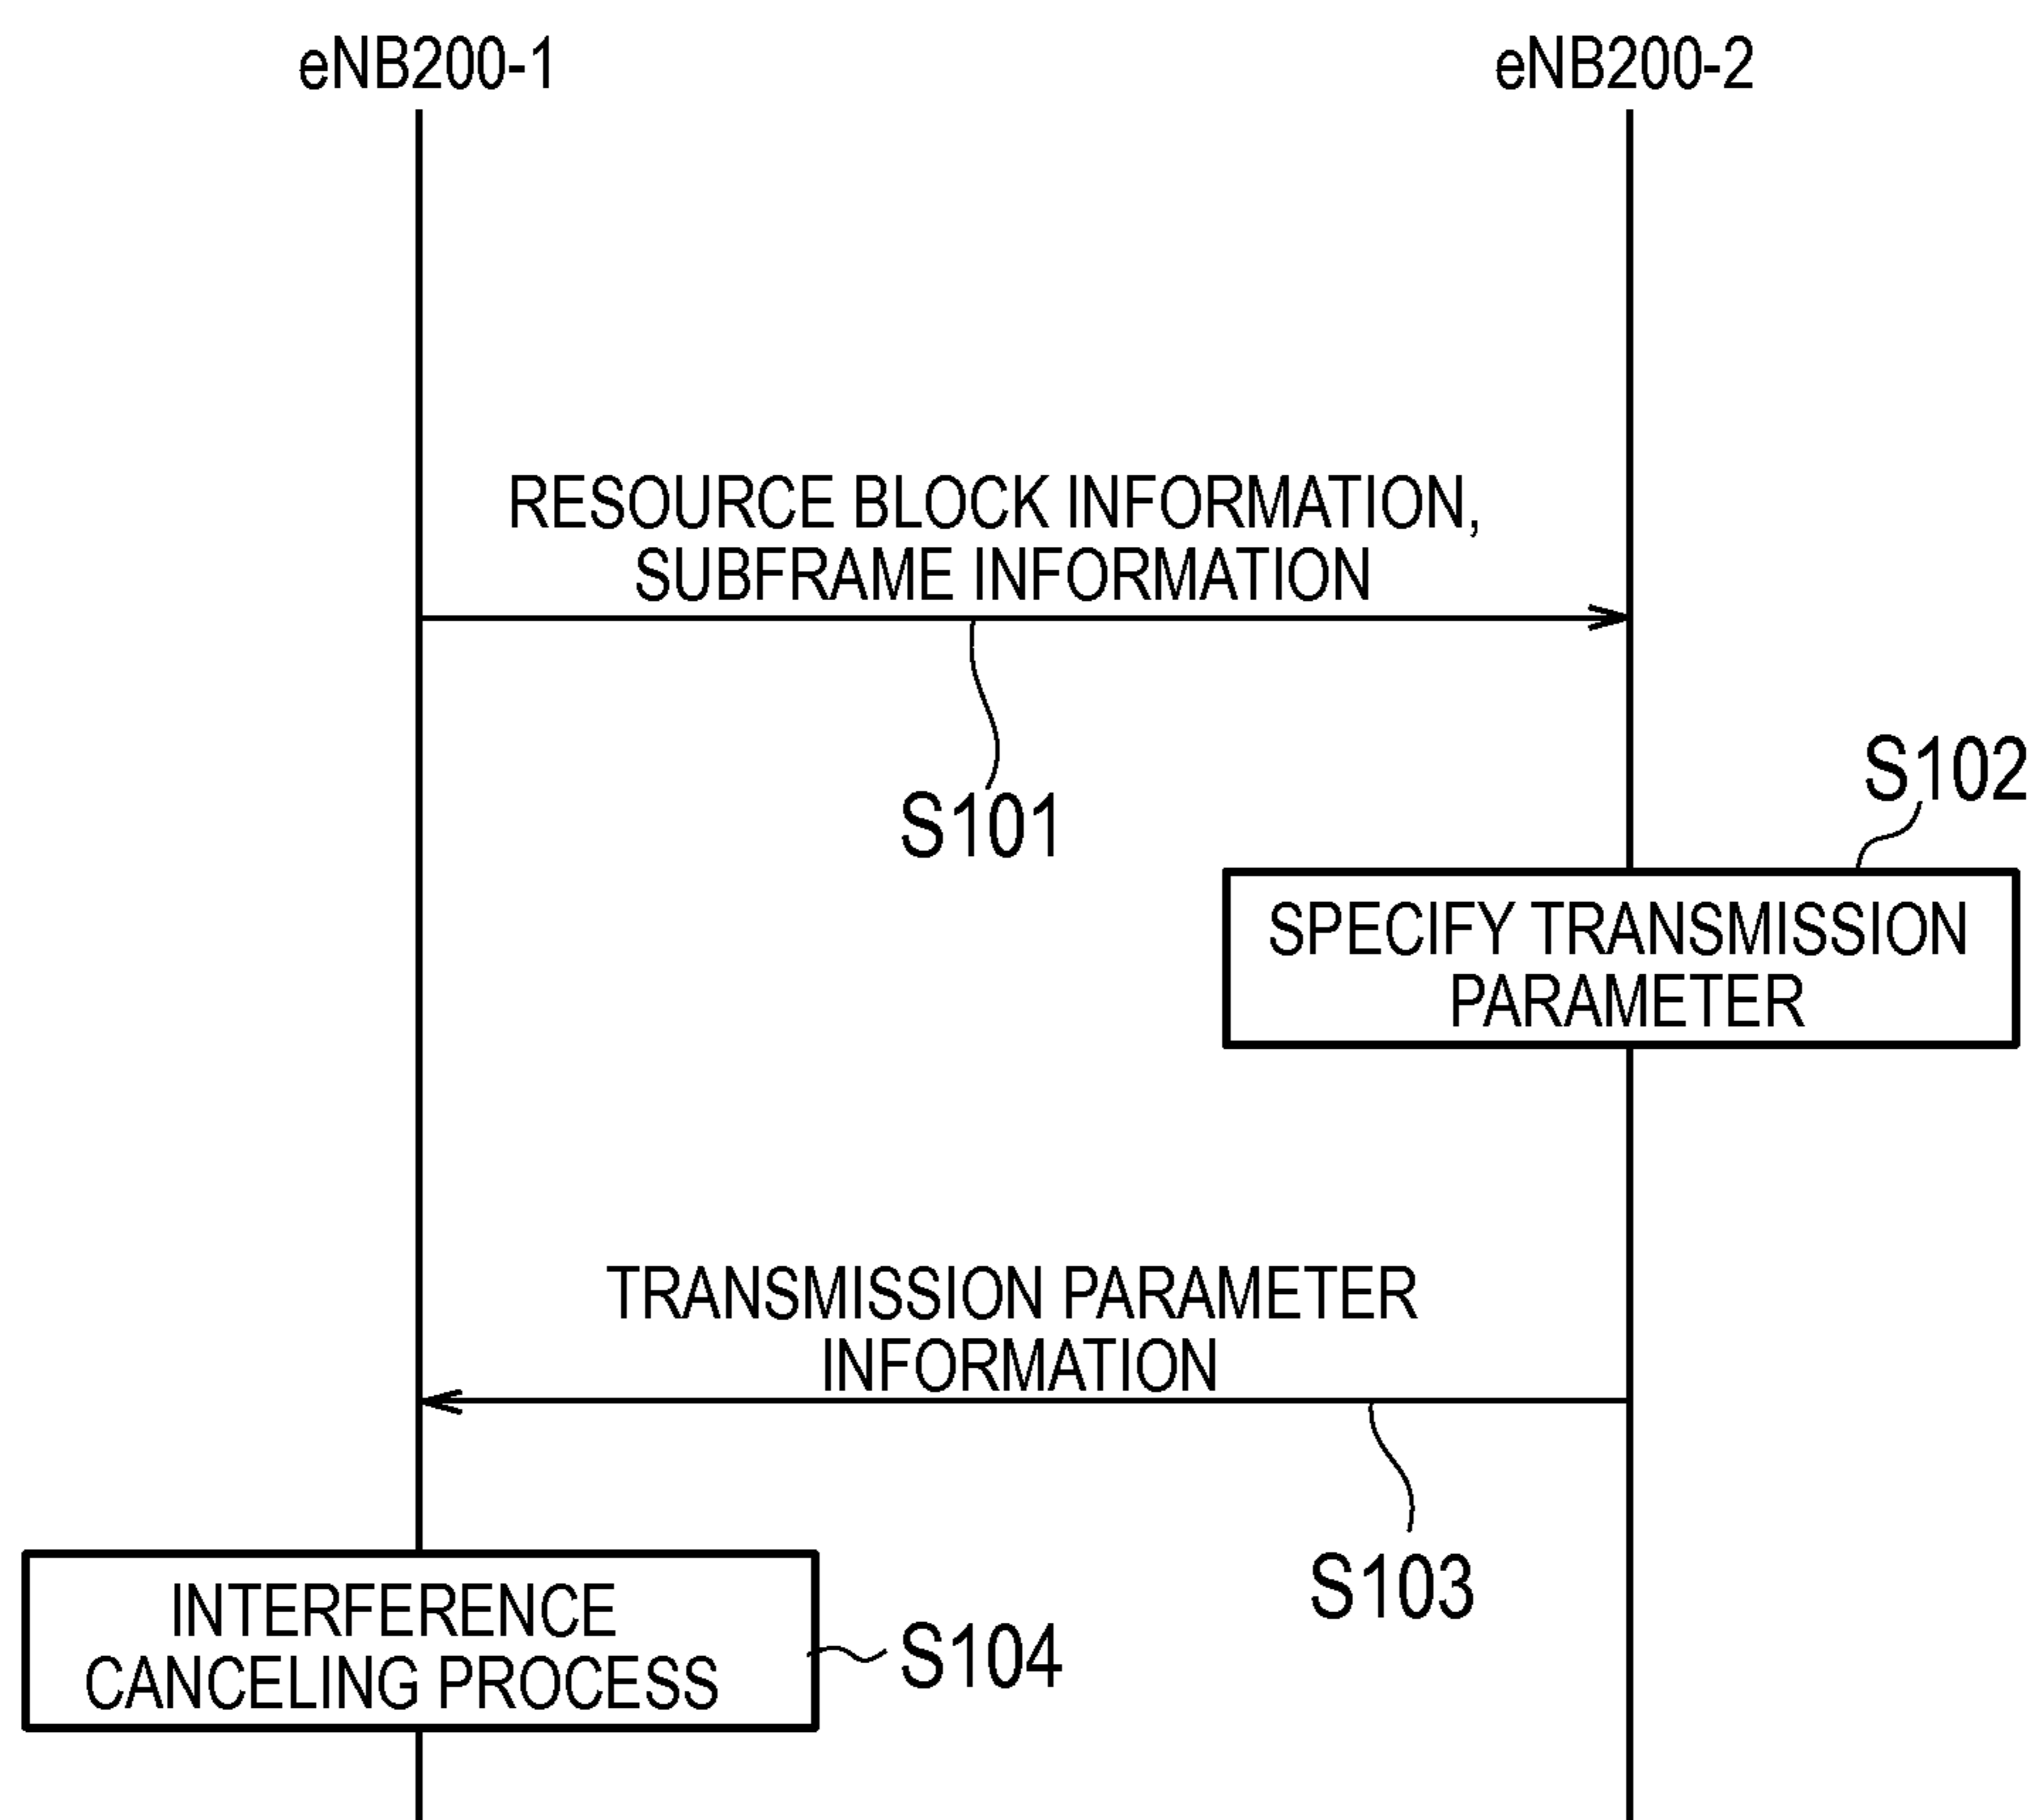 eNB200-1
eNB200-2
RESOURCE BLOCK INFORMATION,
SUBFRAME INFORMATION
S101
S102
SPECIFY TRANSMISSION
PARAMETER
TRANSMISSION PARAMETER
INFORMATION
S103
INTERFERENCE
CANCELING PROCESS
S104